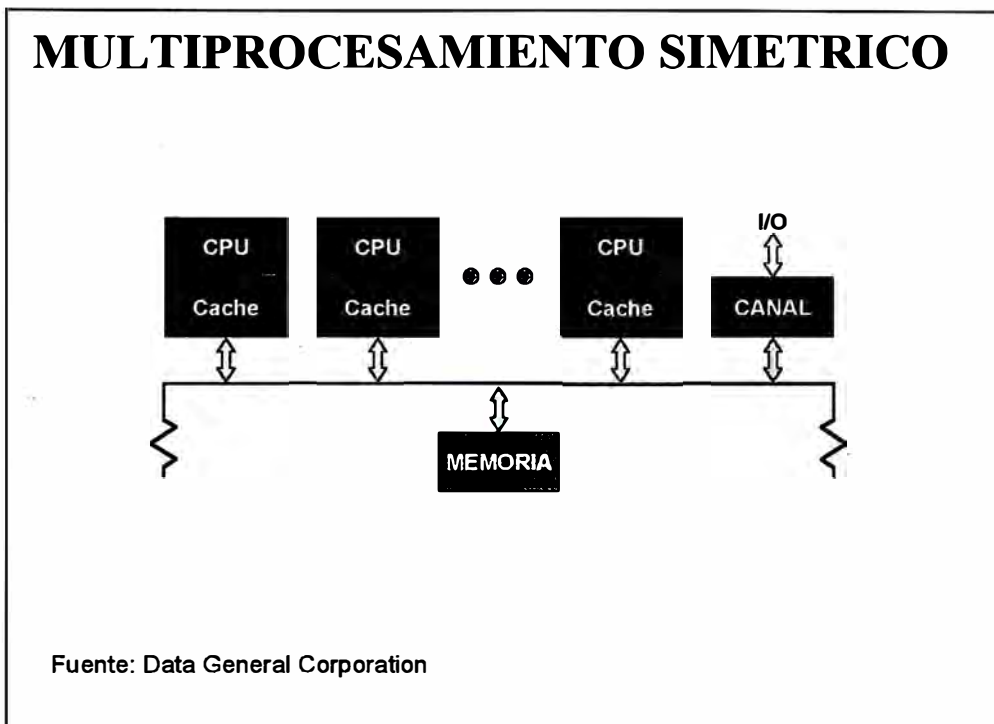 MULTIPROCESAMIENTO SIMETRICO
I/O
CPU CPU CPU
Cache Cache Cache CANAL
MEMORIA
Fuente: Data General Corporation